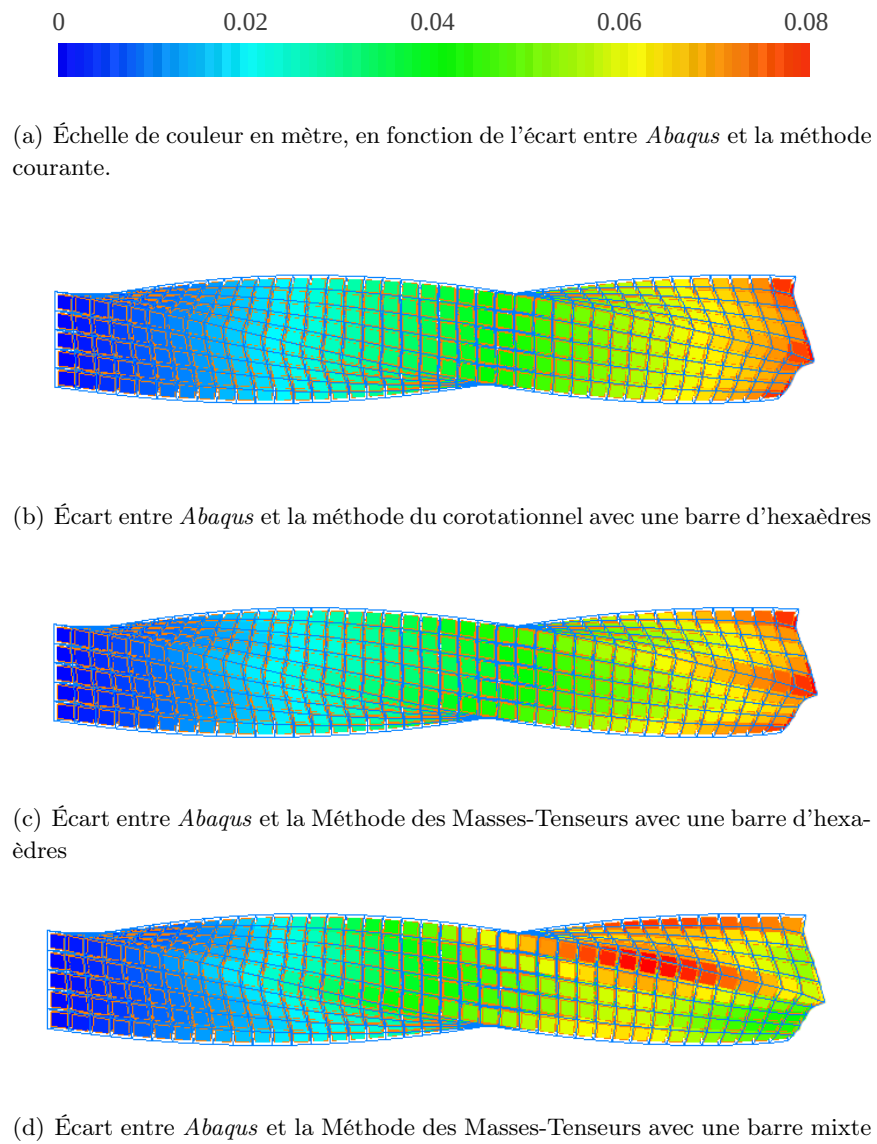 0 0.02 0.04 0.06 0.08
(a) Échelle de couleur en mètre, en fonction de l'écart entre Abaqus et la méthode
courante.
(b) Écart entre Abaqus et la méthode du corotationnel avec une barre d'hexaèdres
(c) Écart entre Abaqus et la Méthode des Masses-Tenseurs avec une barre d'hexa-
èdres
(d) Écart entre Abaqus et la Méthode des Masses-Tenseurs avec une barre mixte